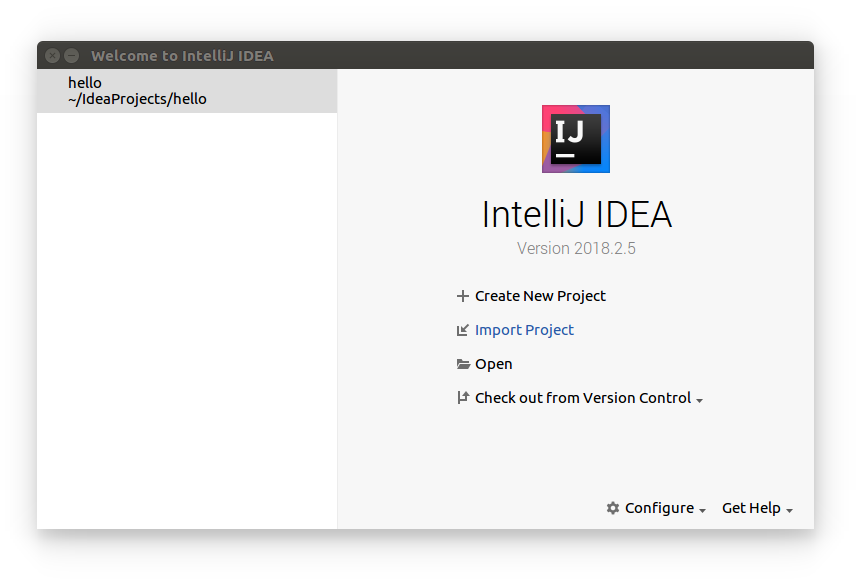 Welcome to IntelliJ IDEA
hello
~/IdeaProjects/hello
IJ
IntelliJ IDEA
Version 2018.2.5
Create New Project
Import Project
Open
Check out from Version Control
Configure
Get Help